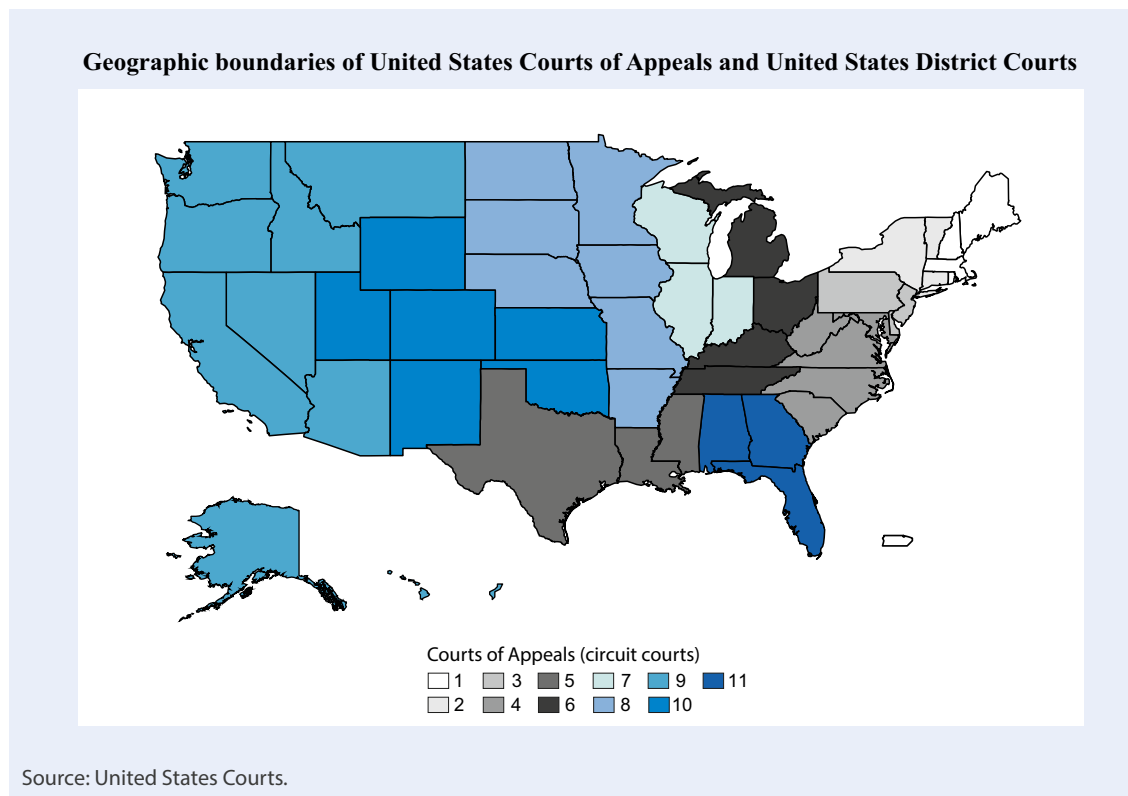 Geographic boundaries of United States Courts of Appeals and United States District Courts
Courts of Appeals (circuit courts)
1 3 5 7 9 11
2 4 6 8 10
Source: United States Courts.